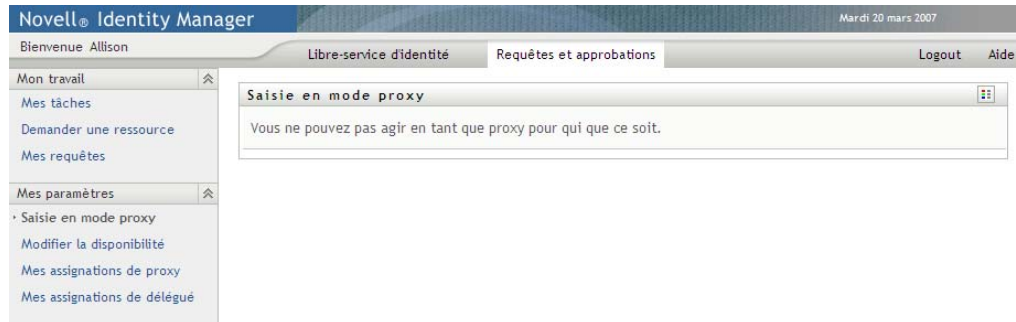 Novell® Identity Manager
Mardi 20 mars 2007
Bienvenue Allison
Libre-service d'identité
Requêtes et approbations
Logout
Aide
Mon travail
Mes tâches
Demander une ressource
Mes requêtes
Mes paramètres
Saisie en mode proxy
Modifier la disponibilité
Mes assignations de proxy
Mes assignations de délégué
Saisie en mode proxy
Vous ne pouvez pas agir en tant que proxy pour qui que ce soit.